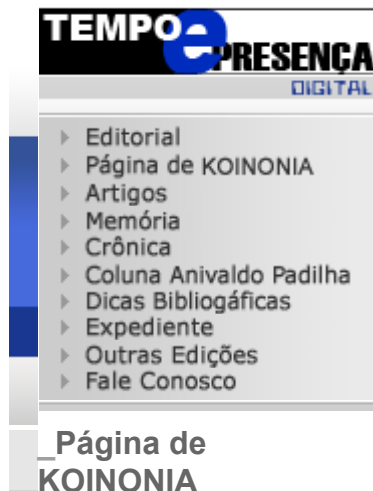 TEMPO e PRESENÇA
DIGITAL
Editorial
Página de KOINONIA
Artigos
Memória
Crônica
Coluna Anivaldo Padilha
Dicas Bibliogáficas
Expediente
Outras Edições
Fale Conosco
_Página de
KOINONIA